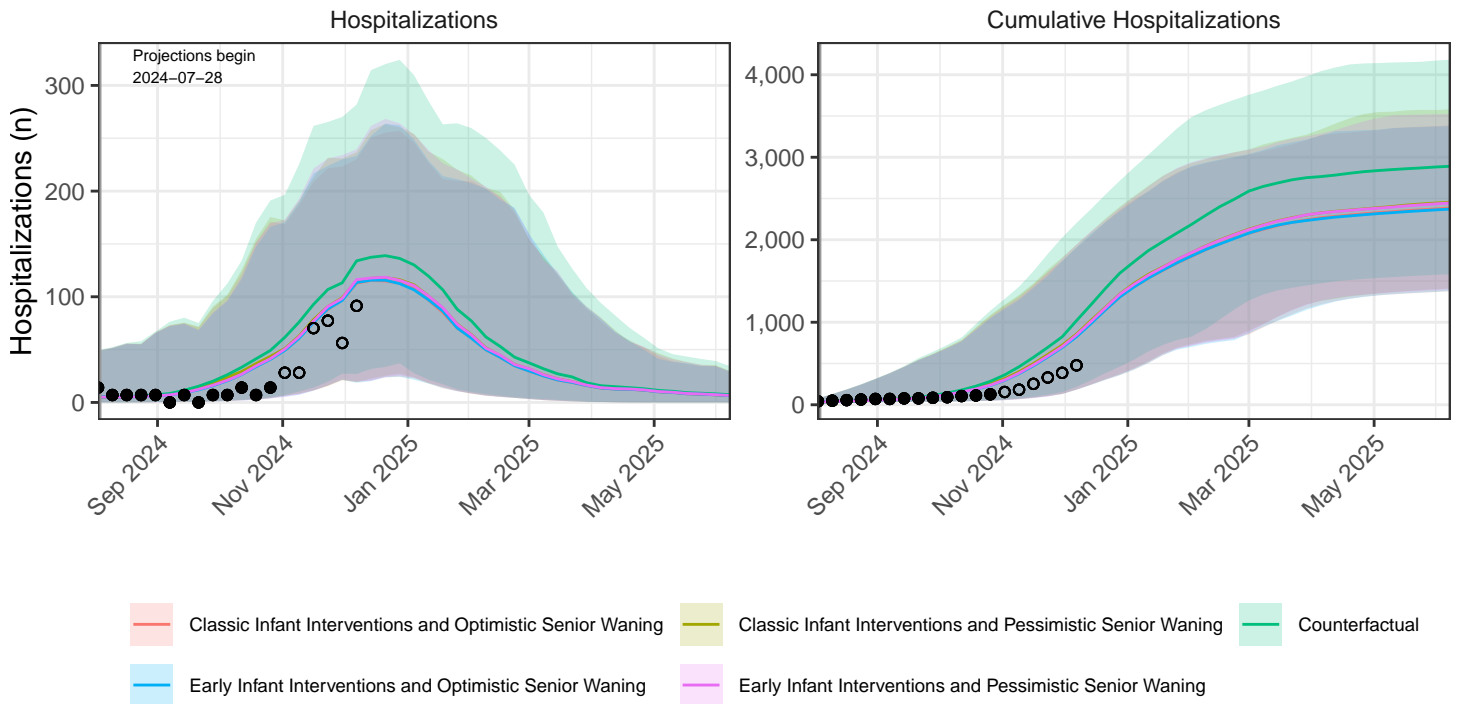 Hospitalizations
Cumulative Hospitalizations
Hospitalizations (n)
Projections begin
2024−07−28
300
200
100
0
4,000
3,000
2,000
1,000
0
Sep 2024
Nov 2024
Jan 2025
Mar 2025
May 2025
Sep 2024
Nov 2024
Jan 2025
Mar 2025
May 2025
Classic Infant Interventions and Optimistic Senior Waning
Classic Infant Interventions and Pessimistic Senior Waning
Counterfactual
Early Infant Interventions and Optimistic Senior Waning
Early Infant Interventions and Pessimistic Senior Waning